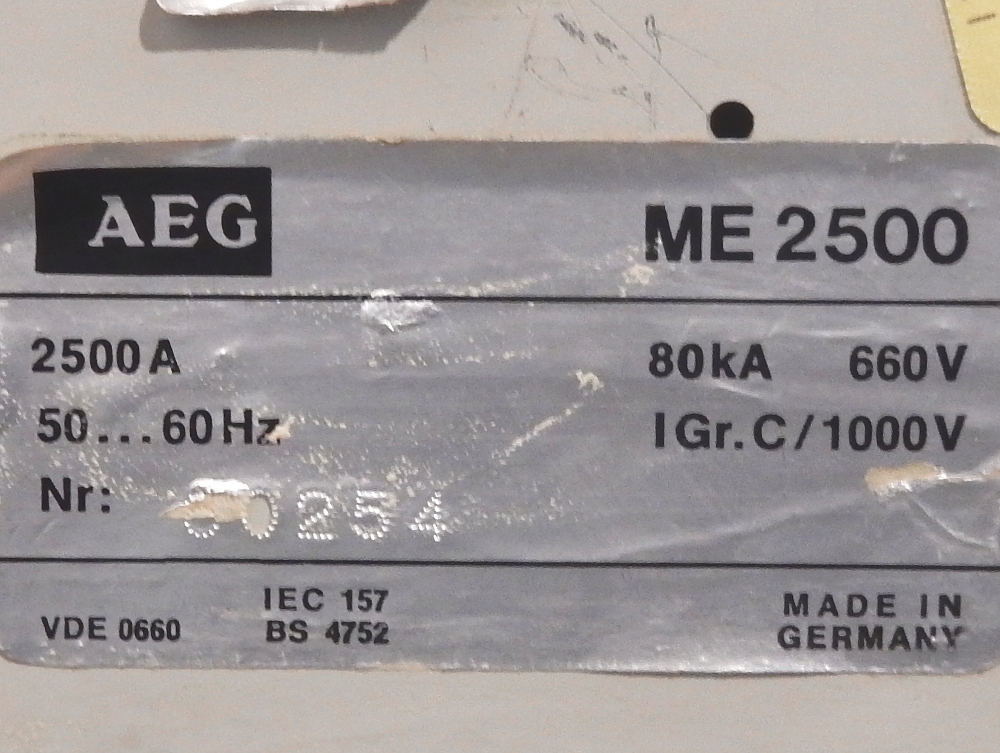 AEG ME 2500
2500 A 80 kA 660 V
50...60 Hz I Gr. C / 1000 V
Nr:
VDE 0660 IEC 157
BS 4752
MADE IN
GERMANY